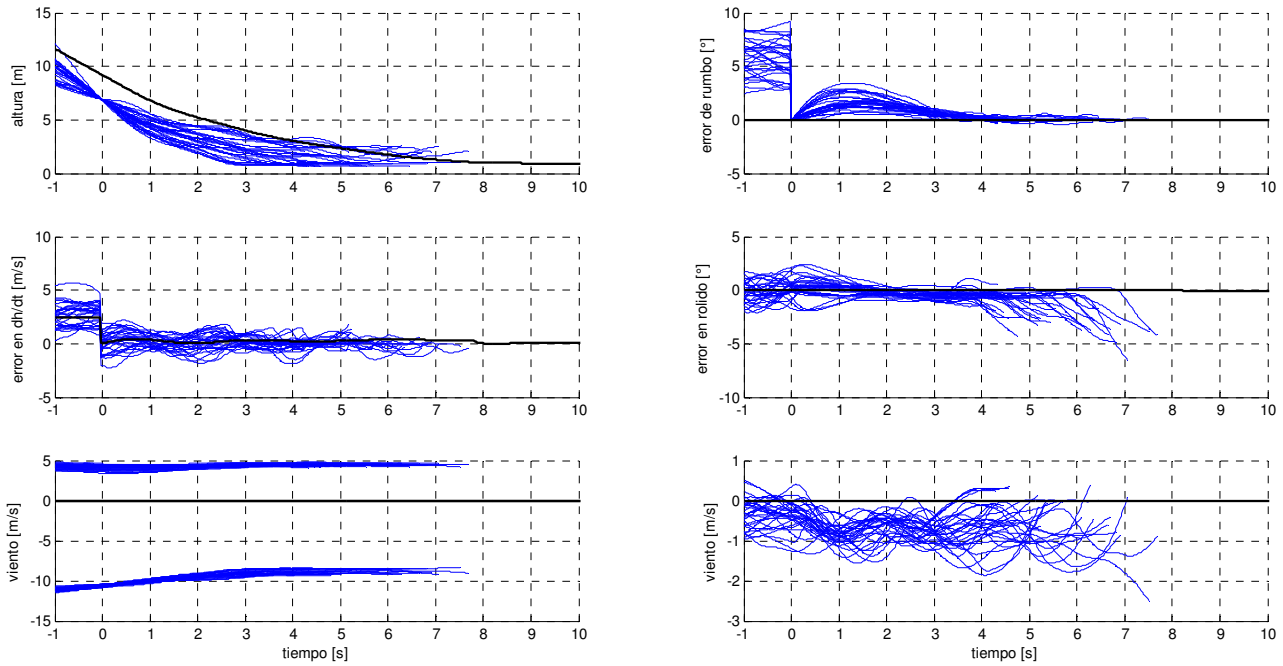 altura [m]
15
10
5
0
-1 0 1 2 3 4 5 6 7 8 9 10
error de rumbo [°]
10
5
0
-5
-1 0 1 2 3 4 5 6 7 8 9 10
error en dh/dt [m/s]
10
5
0
-5
-1 0 1 2 3 4 5 6 7 8 9 10
error en rolido [°]
5
0
-5
-10
-1 0 1 2 3 4 5 6 7 8 9 10
viento [m/s]
5
0
-5
-10
-15
-1 0 1 2 3 4 5 6 7 8 9 10
tiempo [s]
viento [m/s]
1
0
-1
-2
-3
-1 0 1 2 3 4 5 6 7 8 9 10
tiempo [s]